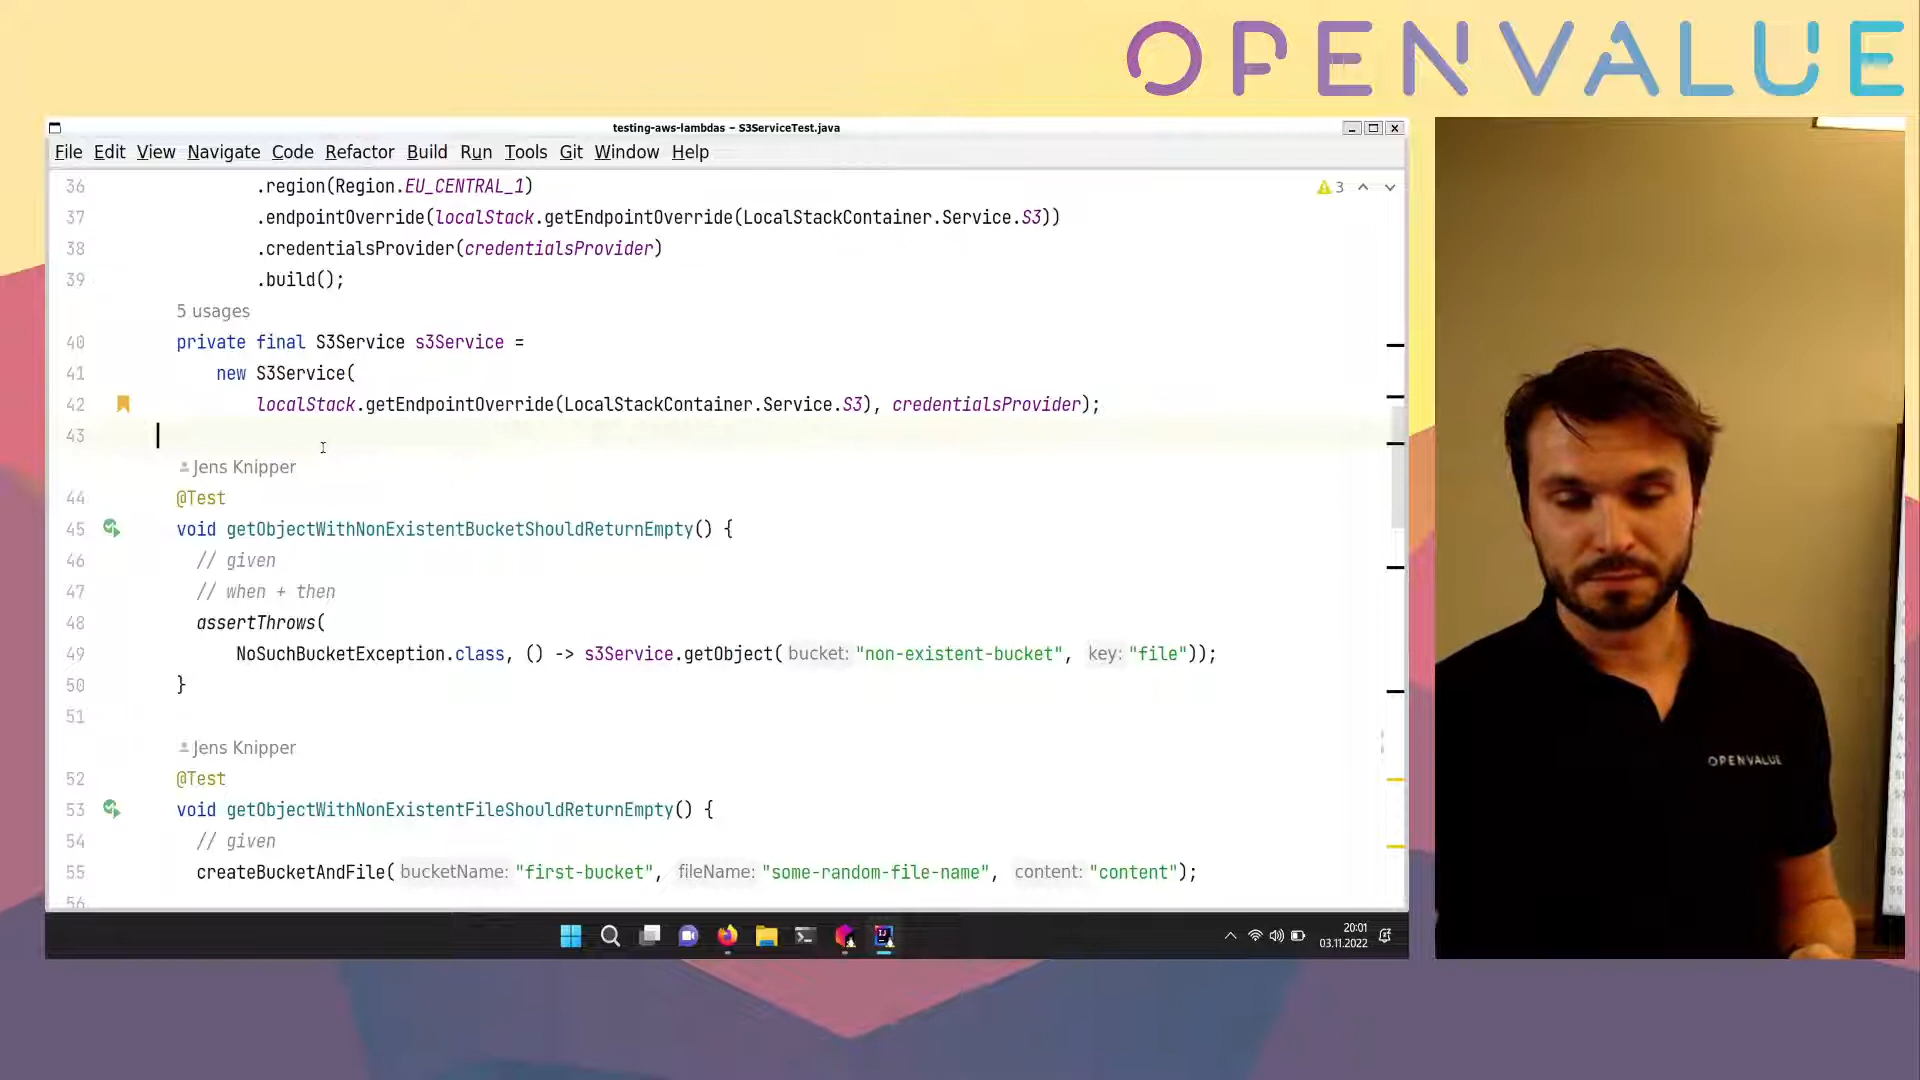 OPENVALUE
testing-aws-lambdas – S3ServiceTest.java
File Edit View Navigate Code Refactor Build Run Tools Git Window Help
36 .region(Region.EU_CENTRAL_1)
3
37 .endpointOverride(localStack.getEndpointOverride(LocalStackContainer.Service.S3))
38 .credentialsProvider(credentialsProvider)
39 .build();
5 usages
40 private final S3Service s3Service =
41 new S3Service(
42 localStack.getEndpointOverride(LocalStackContainer.Service.S3), credentialsProvider);
43
Jens Knipper
44 @Test
45 void getObjectWithNonExistentBucketShouldReturnEmpty() {
46 // given
47 // when + then
48 assertThrows(
49 NoSuchBucketException.class, () -> s3Service.getObject( bucket: "non-existent-bucket", key: "file"));
50 }
51
Jens Knipper
52 @Test
53 void getObjectWithNonExistentFileShouldReturnEmpty() {
54 // given
55 createBucketAndFile( bucketName: "first-bucket", fileName: "some-random-file-name", content: "content");
56
20:01
03.11.2022
OPENVALUE